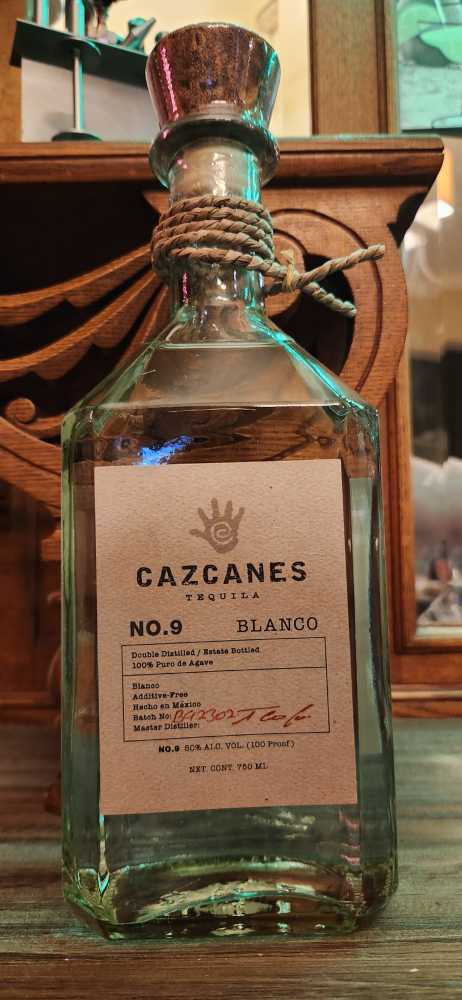 CAZCANES
TEQUILA
NO.9 BLANCO
Double Distilled / Estate Bottled
100% Puro de Agave
Blanco
Additive-Free
Hecho en México
Batch No:
Master Distiller:
NO.9 50% ALC. VOL. (100 Proof)
NET. CONT. 750 ML